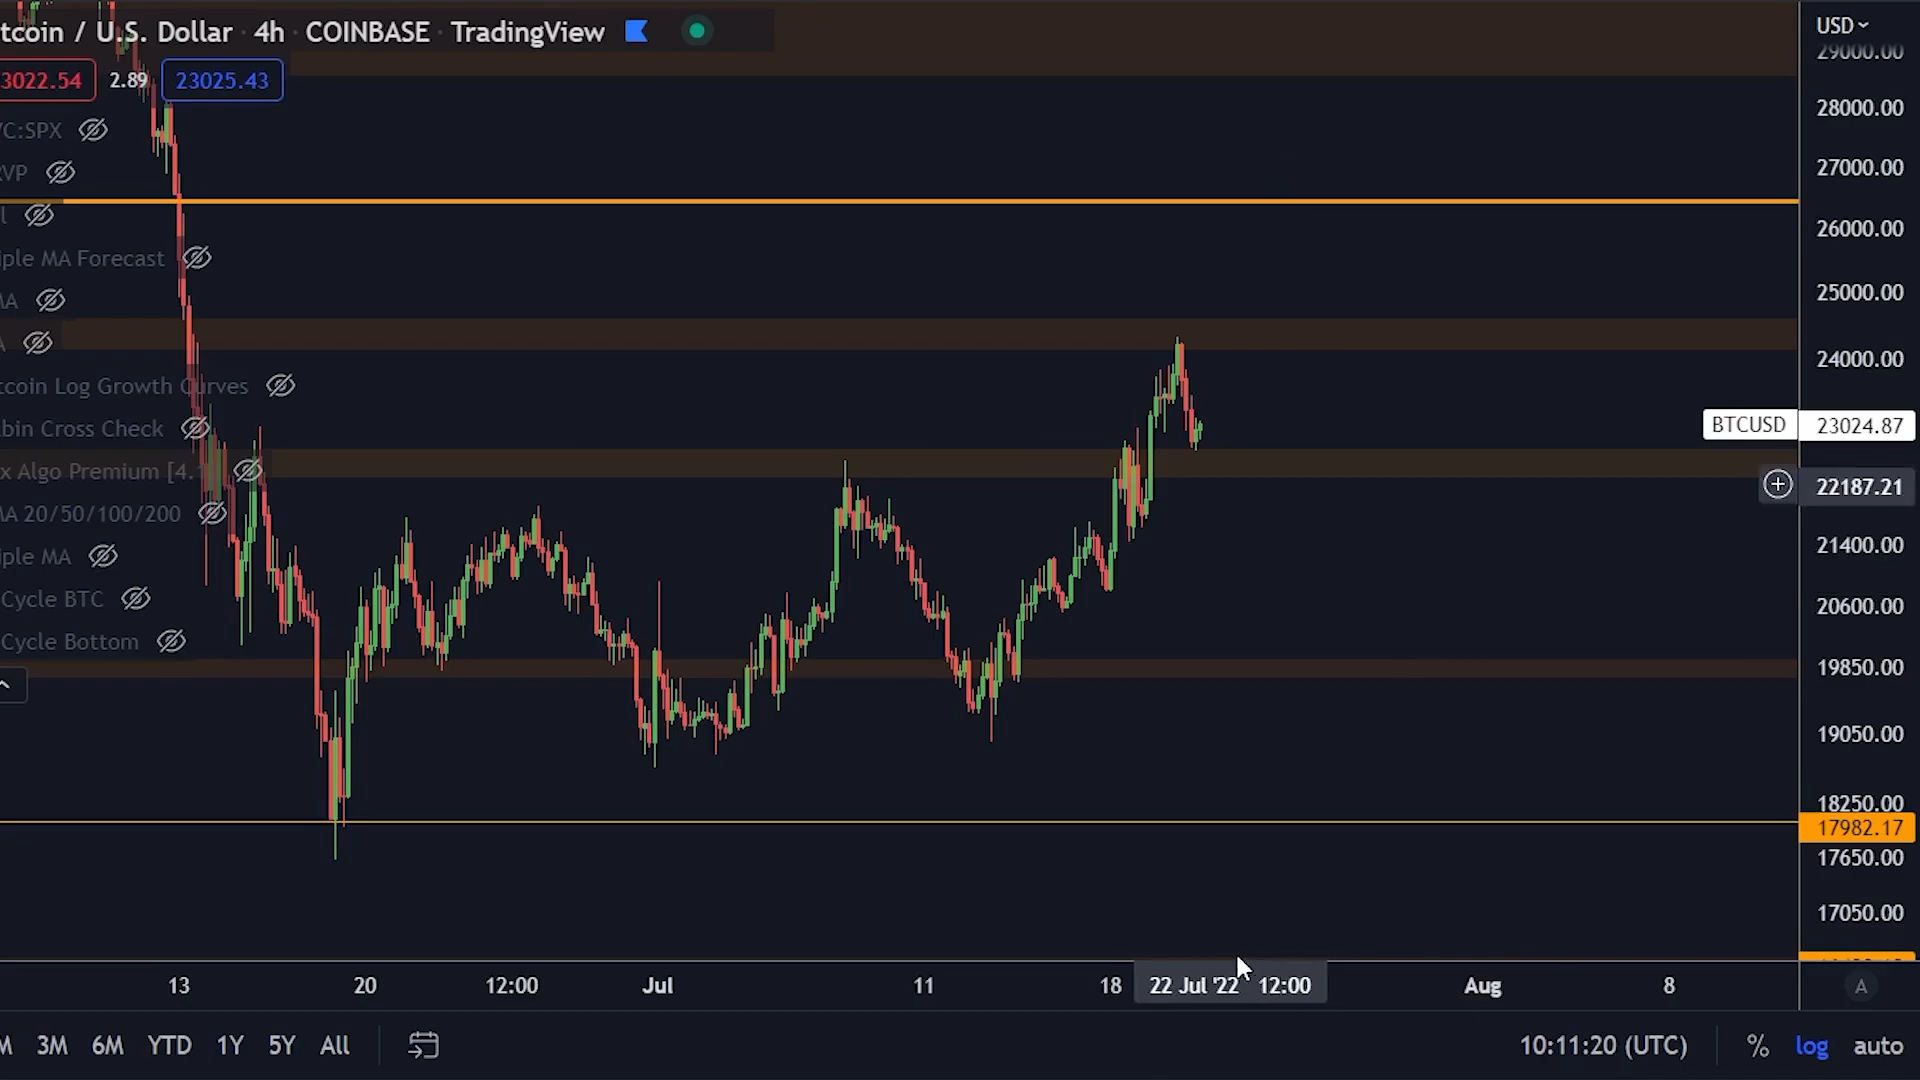 tcoin / U.S. Dollar · 4h · COINBASE · TradingView
3022.54 2.89 23025.43
C:SPX
VP
iple MA Forecast
A
tcoin Log Growth Curves
bin Cross Check
x Algo Premium [4.
A 20/50/100/200
iple MA
Cycle BTC
Cycle Bottom
USD
29000.00
28000.00
27000.00
26000.00
25000.00
24000.00
BTCUSD 23024.87
22187.21
21400.00
20600.00
19850.00
19050.00
18250.00
17982.17
17650.00
17050.00
13 20 12:00 Jul 11 18 22 Jul '22 12:00 Aug 8 A
M 3M 6M YTD 1Y 5Y All 10:11:20 (UTC) % log auto